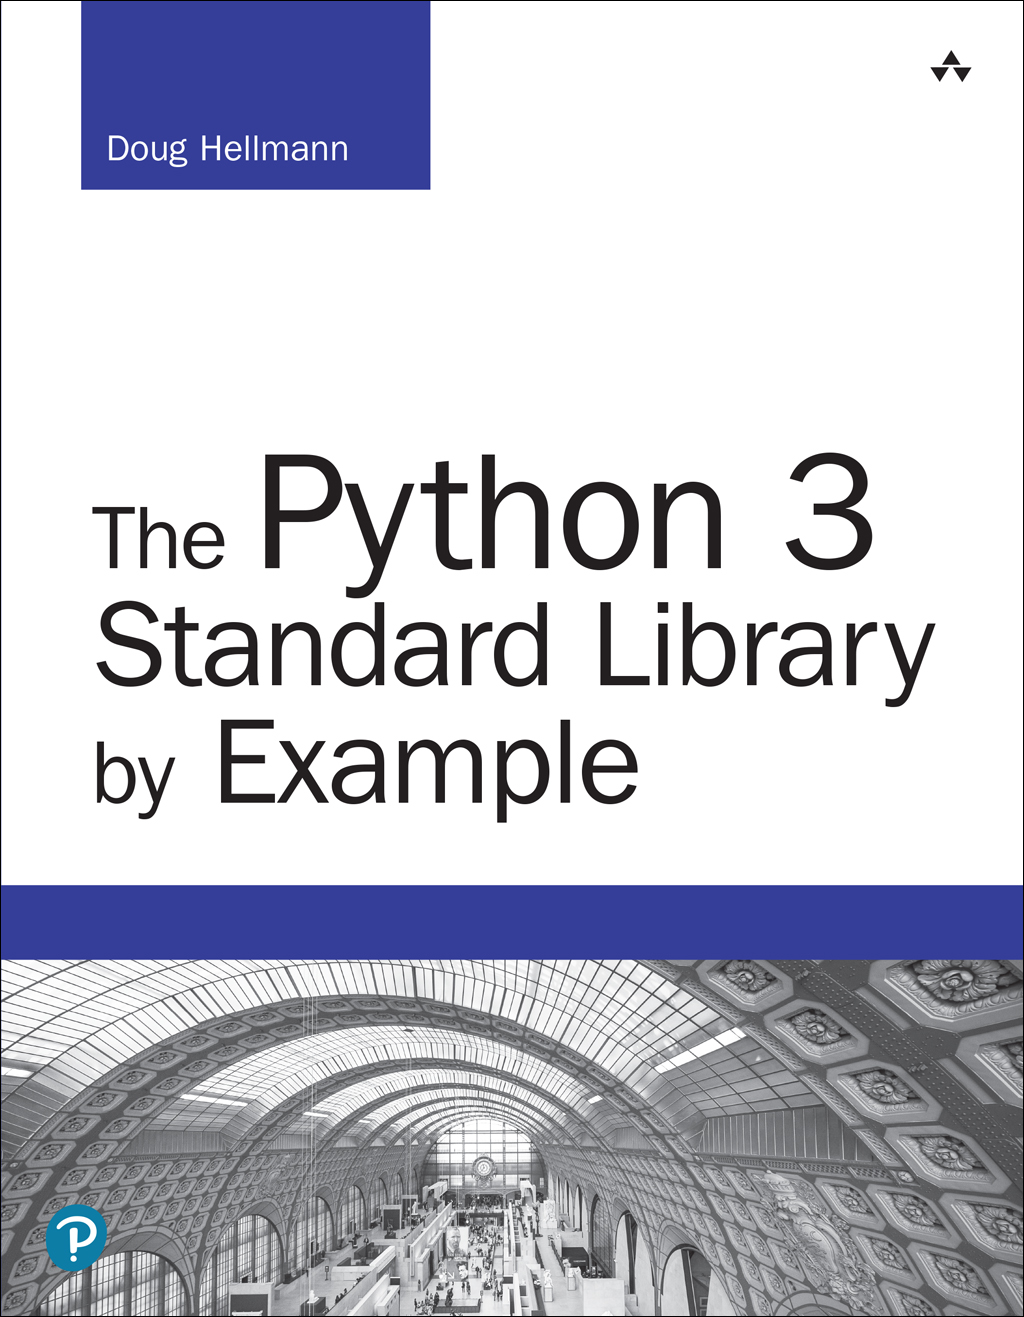 Doug Hellmann
The Python 3
Standard Library
by Example